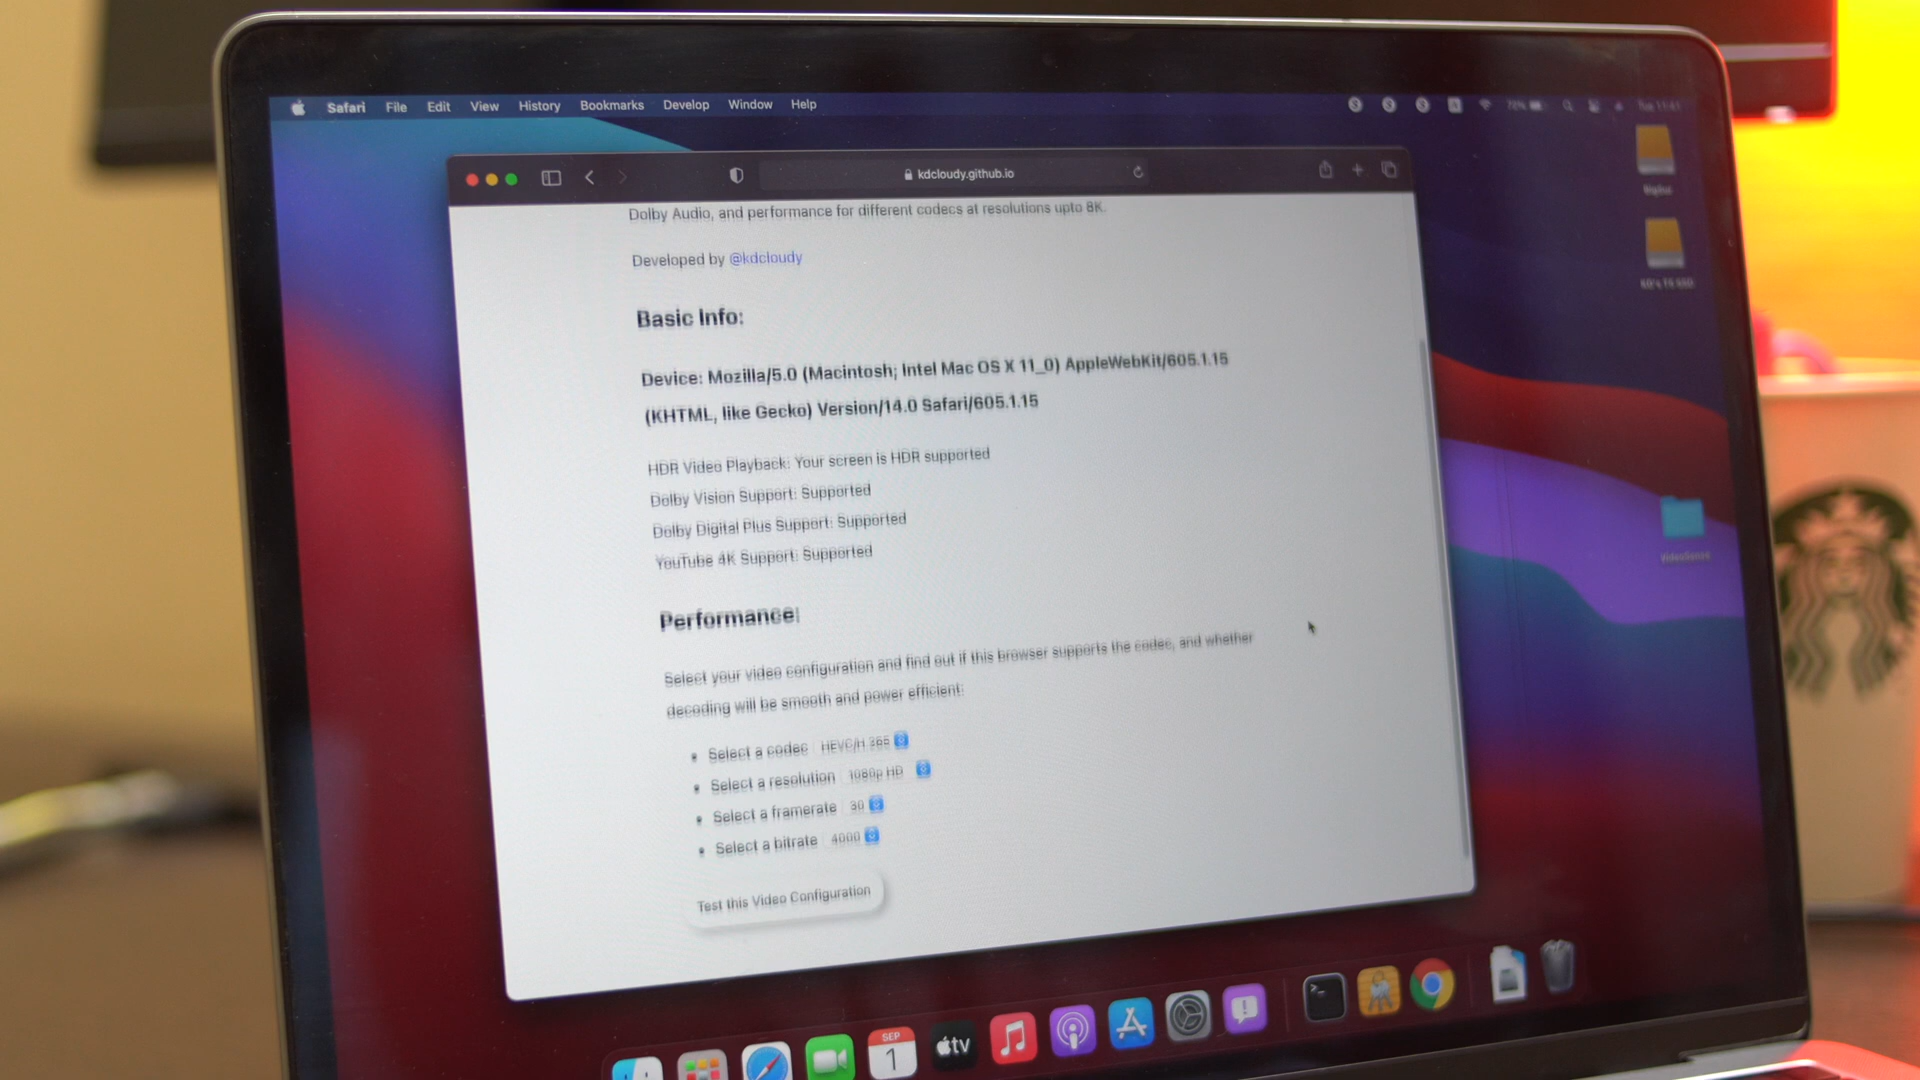 Safari File Edit View History Bookmarks Develop Window Help
72% Tue 11:41
kdcloudy.github.io
Dolby Audio, and performance for different codecs at resolutions upto 8K.
Developed by @kdcloudy
Basic Info:
Device: Mozilla/5.0 (Macintosh; Intel Mac OS X 11_0) AppleWebKit/605.1.15
(KHTML, like Gecko) Version/14.0 Safari/605.1.15
HDR Video Playback: Your screen is HDR supported
Dolby Vision Support: Supported
Dolby Digital Plus Support: Supported
YouTube 4K Support: Supported
Performance:
Select your video configuration and find out if this browser supports the codec, and whether
decoding will be smooth and power efficient:
Select a codec HEVC/H.265
Select a resolution 1080p HD
Select a framerate 30
Select a bitrate 4000
Test this Video Configuration
VideoSense
SEP
1
tv